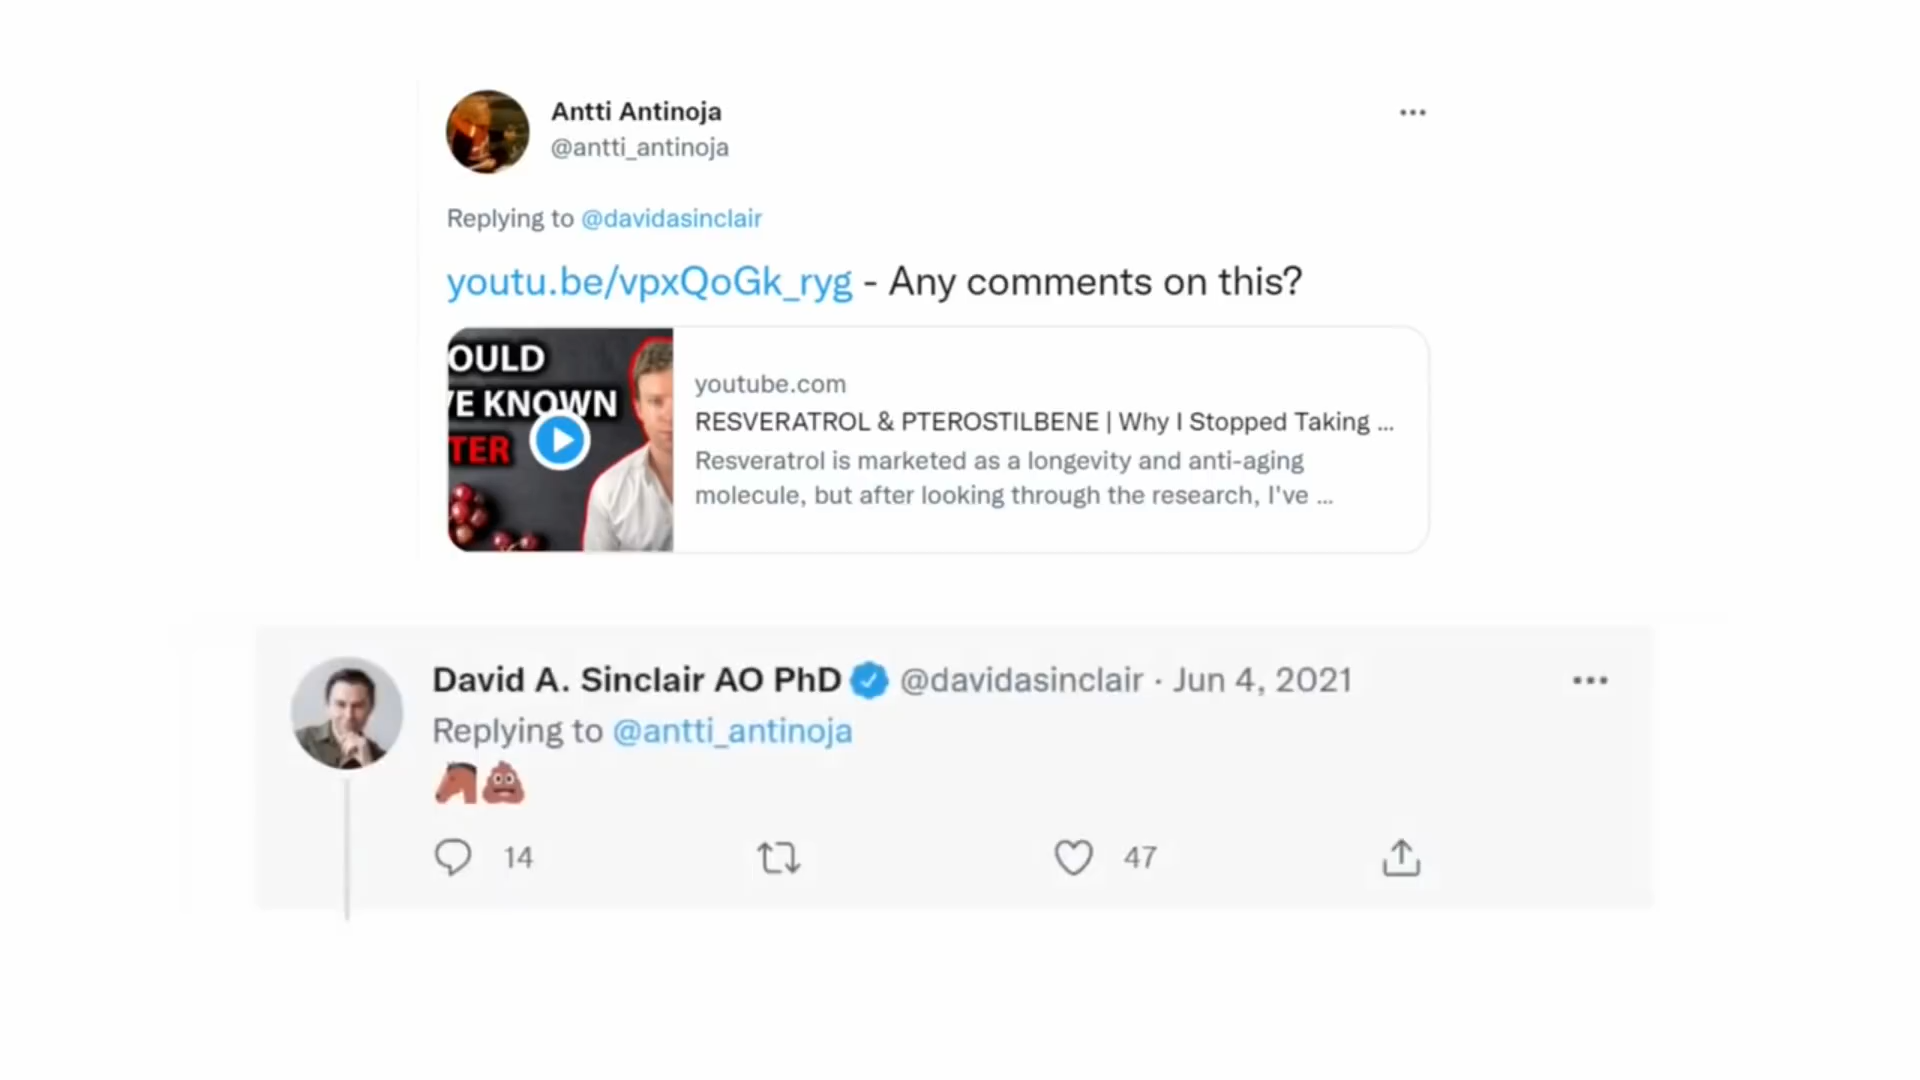 Antti Antinoja
@antti_antinoja
Replying to @davidasinclair
youtu.be/vpxQoGk_ryg - Any comments on this?
OULD
VE KNOWN
TER
youtube.com
RESVERATROL & PTEROSTILBENE | Why I Stopped Taking ...
Resveratrol is marketed as a longevity and anti-aging
molecule, but after looking through the research, I've ...
David A. Sinclair AO PhD @davidasinclair · Jun 4, 2021
Replying to @antti_antinoja
🐴💩
14 47